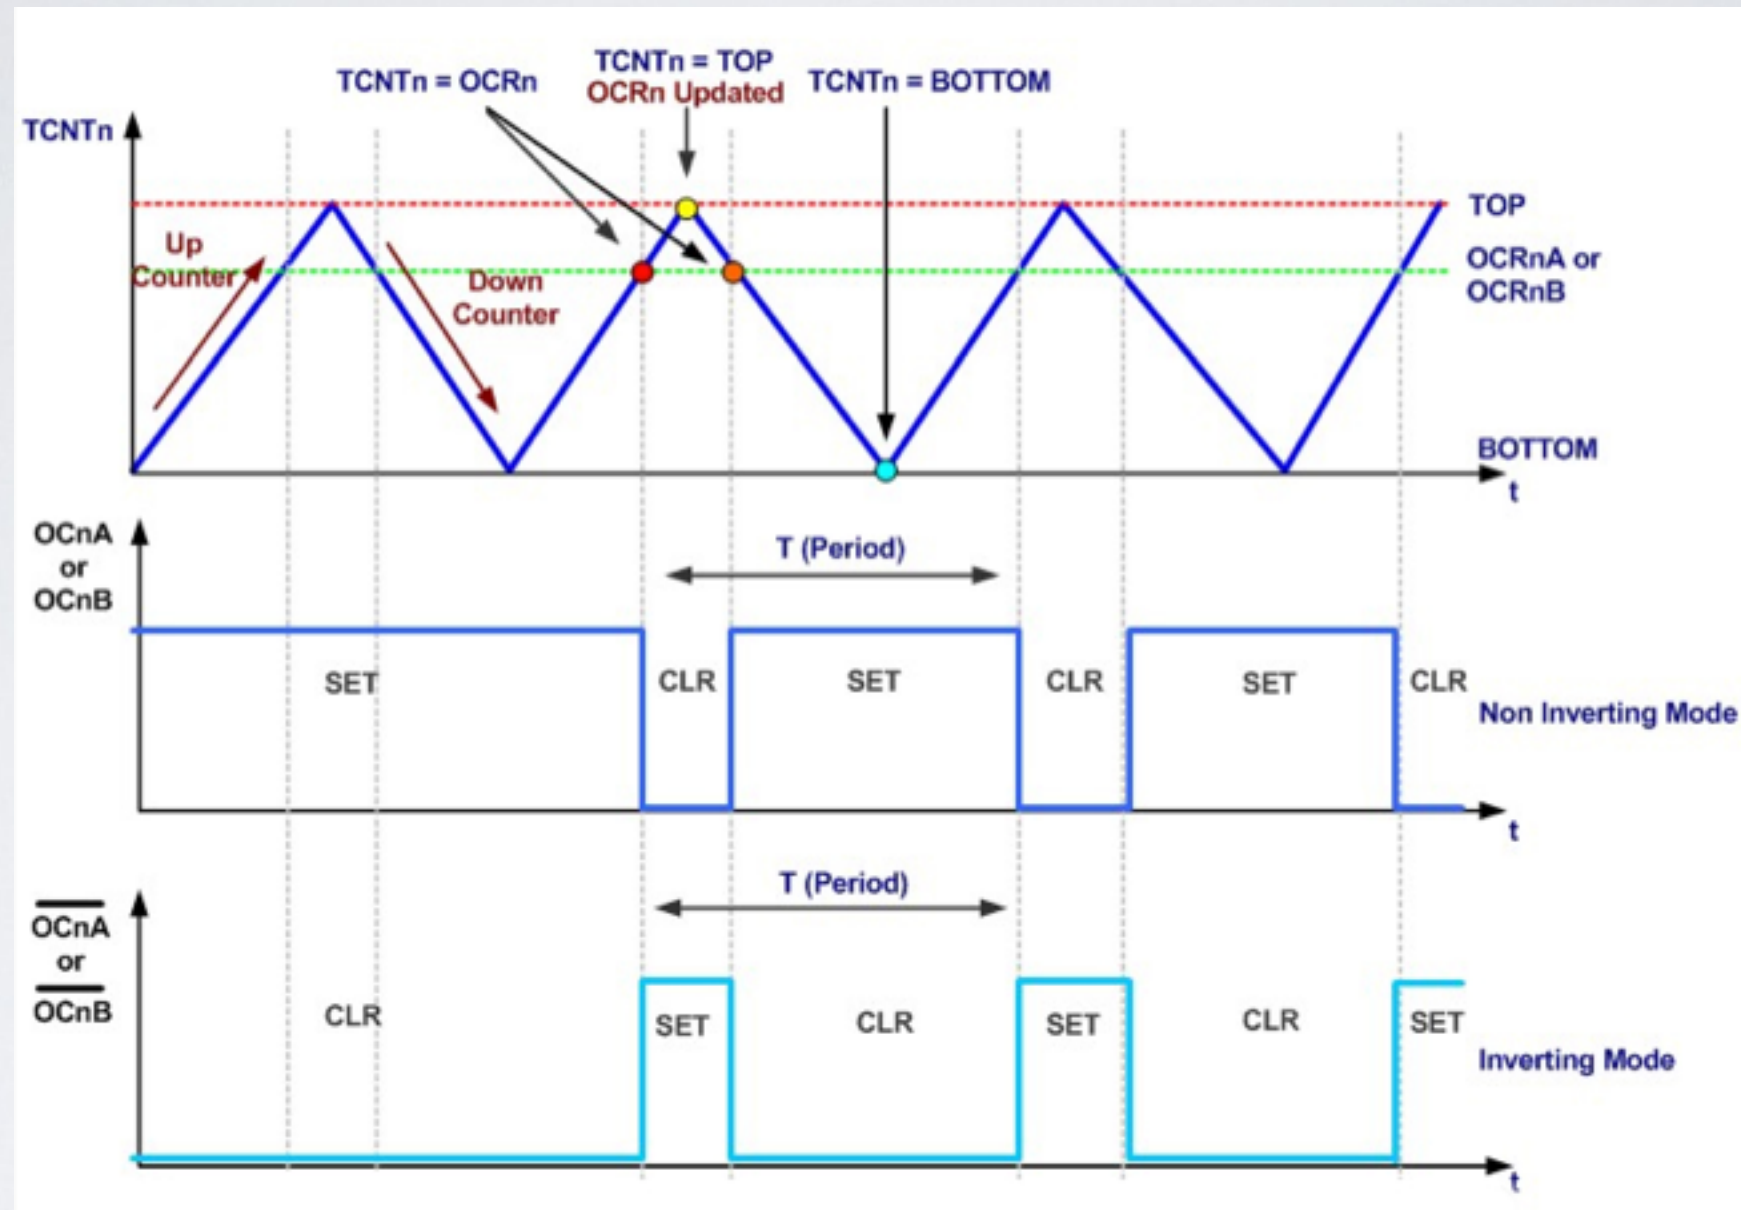 TCNTn = OCRn
TCNTn = TOP
OCRn Updated
TCNTn = BOTTOM
TCNTn
TOP
Up
Counter
Down
Counter
OCRnA or
OCRnB
BOTTOM
t
OCnA
or
OCnB
T (Period)
SET
CLR
SET
CLR
SET
CLR
Non Inverting Mode
t
T (Period)
OCnA
or
OCnB
CLR
SET
CLR
SET
CLR
SET
Inverting Mode
t